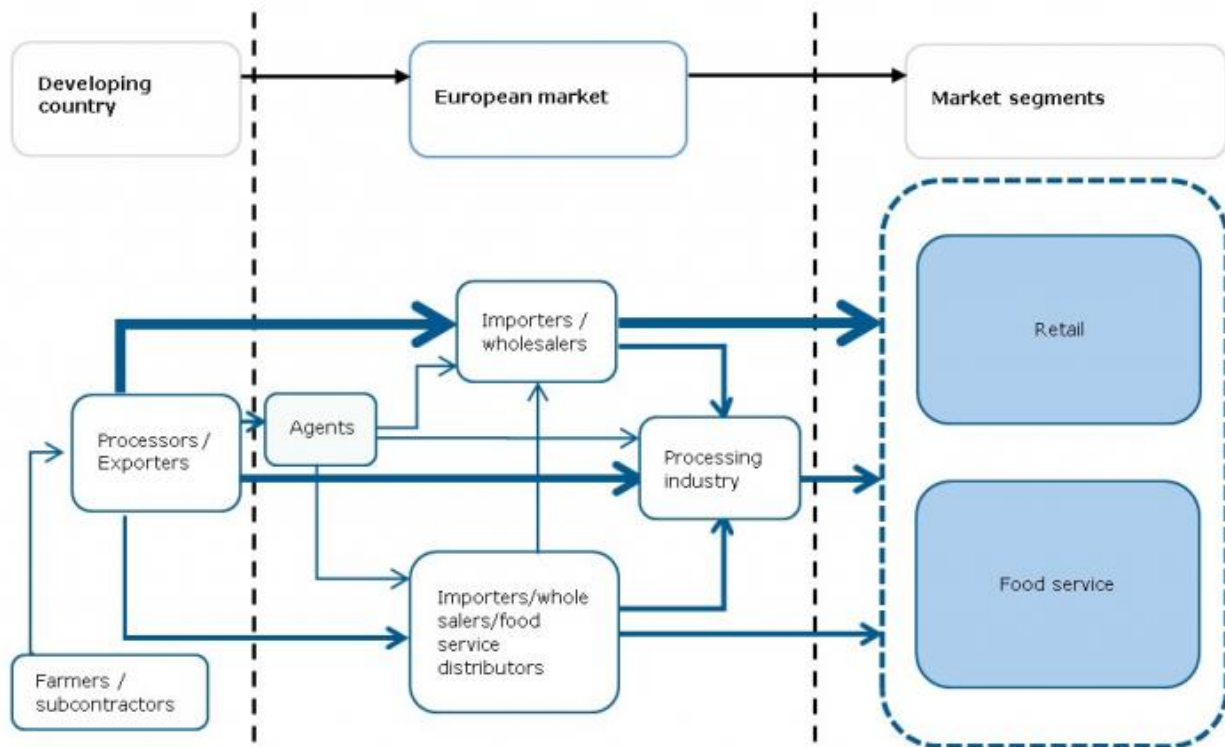 Developing
country
European market
Market segments
Importers /
wholesalers
Retail
Agents
Processors /
Exporters
Processing
industry
Importers/whole
salers/food
service
distributors
Food service
Farmers /
subcontractors